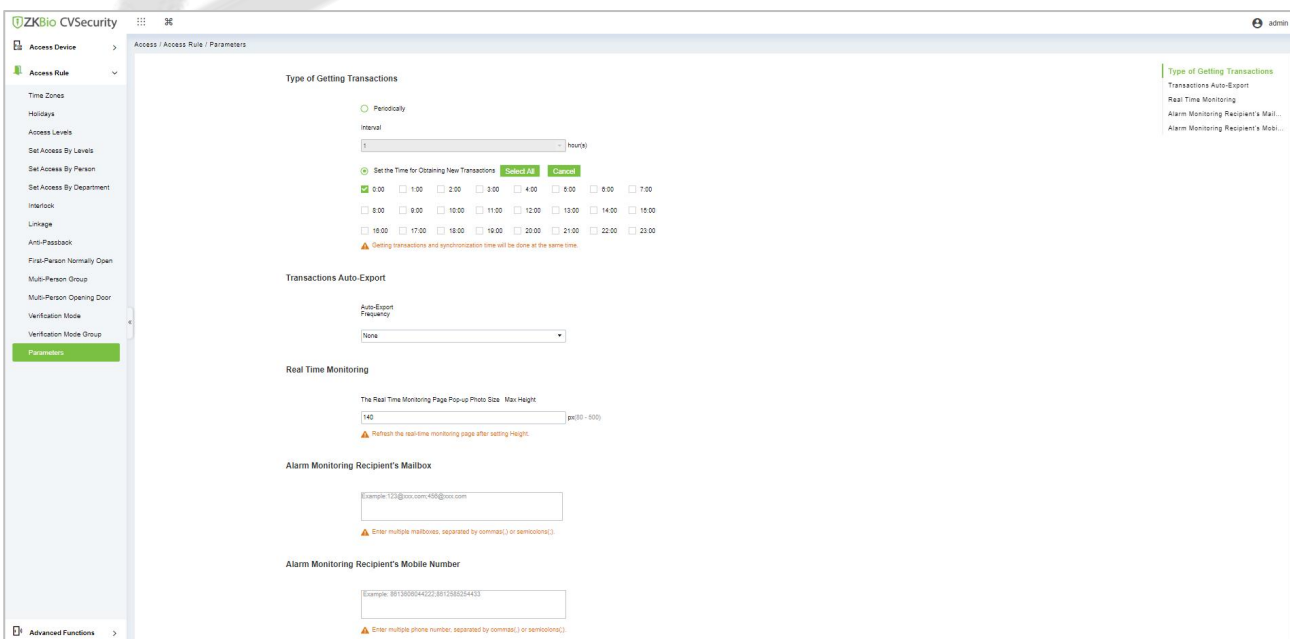 ZKBio CVSecurity
admin
Access Device
Access / Access Rule / Parameters
Access Rule
Time Zones
Holidays
Access Levels
Set Access By Levels
Set Access By Person
Set Access By Department
Interlock
Linkage
Anti-Passback
First-Person Normally Open
Multi-Person Group
Multi-Person Opening Door
Verification Mode
Verification Mode Group
Parameters
Advanced Functions
Type of Getting Transactions
Periodically
Interval
1 hour(s)
Set the Time for Obtaining New Transactions Select All Cancel
0:00 1:00 2:00 3:00 4:00 5:00 6:00 7:00
8:00 9:00 10:00 11:00 12:00 13:00 14:00 15:00
16:00 17:00 18:00 19:00 20:00 21:00 22:00 23:00
Getting transactions and synchronization time will be done at the same time.
Transactions Auto-Export
Auto-Export
Frequency
None
Real Time Monitoring
The Real Time Monitoring Page Pop-up Photo Size Max Height
140 px(80 - 500)
Refresh the real-time monitoring page after setting Height.
Alarm Monitoring Recipient's Mailbox
Example:123@xxx.com;456@xxx.com
Enter multiple mailboxes, separated by commas(,) or semicolons(;)
Alarm Monitoring Recipient's Mobile Number
Example: 8613606044222;8612585254433
Enter multiple phone number, separated by commas(,) or semicolons(;).
Type of Getting Transactions
Transactions Auto-Export
Real Time Monitoring
Alarm Monitoring Recipient's Mail...
Alarm Monitoring Recipient's Mobi...